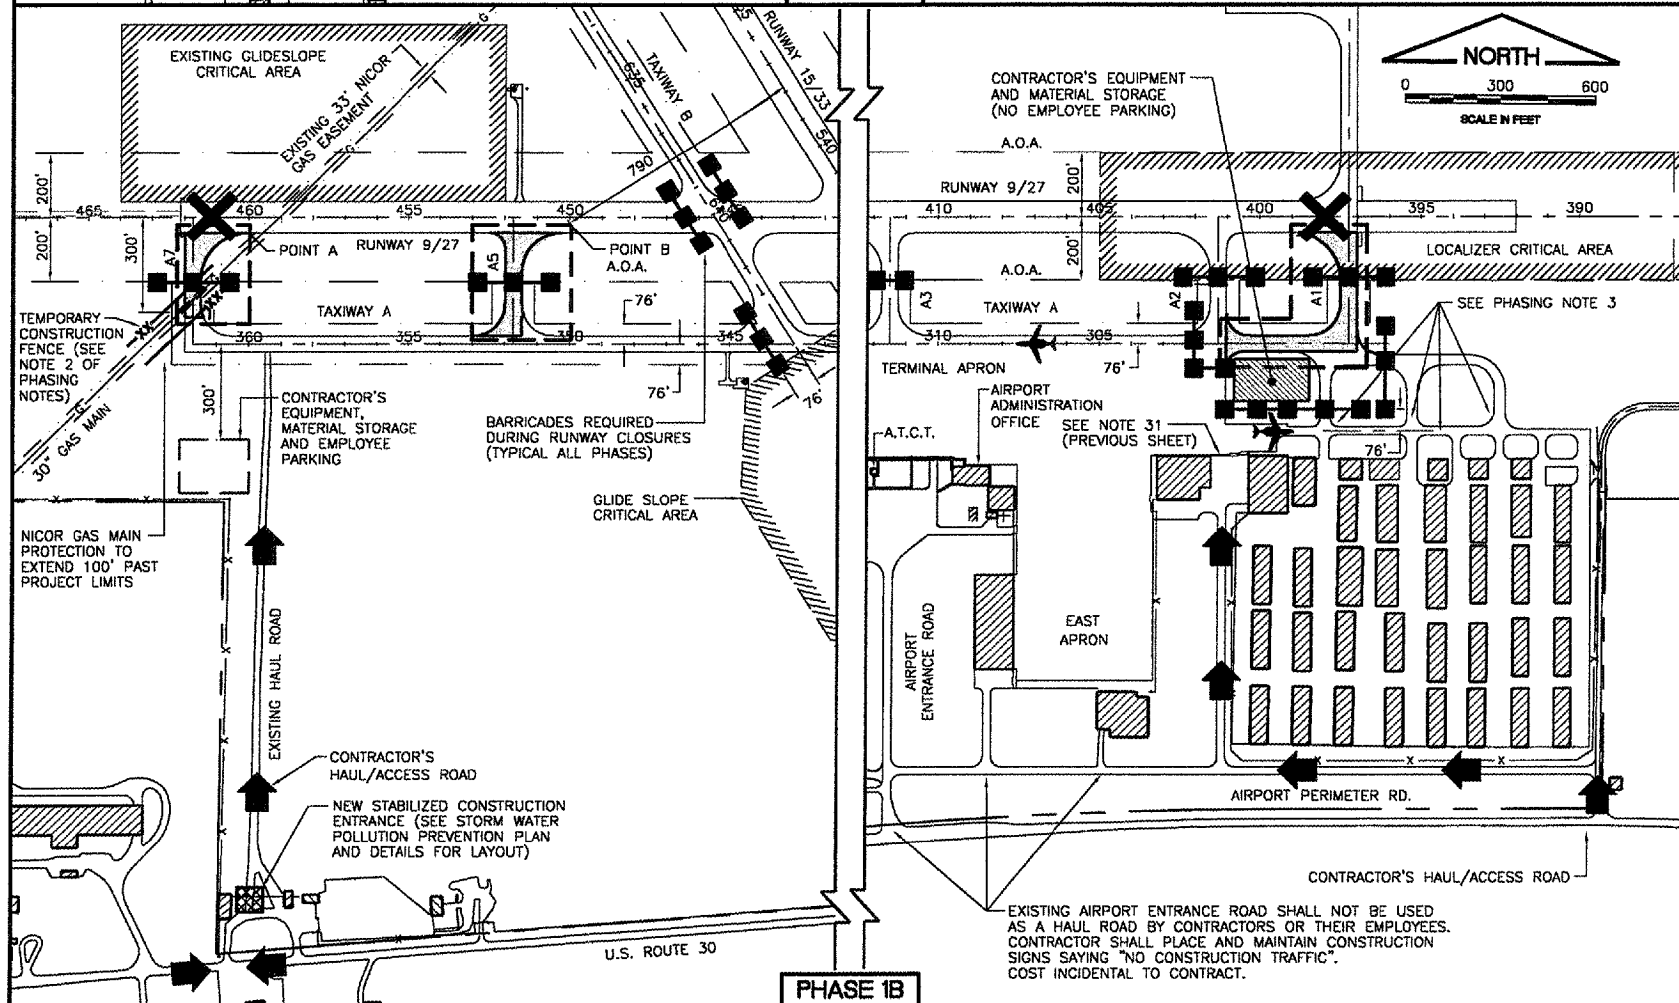 EXISTING GLIDESLOPE
CRITICAL AREA
EXISTING 33' NICOR
GAS EASEMENT
G
G
TAXIWAY B
635
RUNWAY 15/33
540
790
200'
200'
300'
465
460
455
450
POINT A
RUNWAY 9/27
POINT B
A.O.A.
A7
A5
TAXIWAY A
76'
360
355
350
345
76'
76'
TEMPORARY
CONSTRUCTION
FENCE (SEE
NOTE 2 OF
PHASING
NOTES)
30" GAS MAIN
G
300'
CONTRACTOR'S
EQUIPMENT,
MATERIAL STORAGE
AND EMPLOYEE
PARKING
BARRICADES REQUIRED
DURING RUNWAY CLOSURES
(TYPICAL ALL PHASES)
GLIDE SLOPE
CRITICAL AREA
NICOR GAS MAIN
PROTECTION TO
EXTEND 100' PAST
PROJECT LIMITS
EXISTING HAUL ROAD
CONTRACTOR'S
HAUL/ACCESS ROAD
NEW STABILIZED CONSTRUCTION
ENTRANCE (SEE STORM WATER
POLLUTION PREVENTION PLAN
AND DETAILS FOR LAYOUT)
U.S. ROUTE 30
NORTH
0 300 600
SCALE IN FEET
CONTRACTOR'S EQUIPMENT
AND MATERIAL STORAGE
(NO EMPLOYEE PARKING)
A.O.A.
RUNWAY 9/27
200'
200'
410
405
400
395
390
LOCALIZER CRITICAL AREA
A.O.A.
A3
A2
A1
TAXIWAY A
76'
SEE PHASING NOTE 3
310
305
TERMINAL APRON
76'
AIRPORT
ADMINISTRATION
OFFICE
SEE NOTE 31
(PREVIOUS SHEET)
A.T.C.T.
76'
AIRPORT
ENTRANCE ROAD
EAST
APRON
AIRPORT PERIMETER RD.
CONTRACTOR'S HAUL/ACCESS ROAD
EXISTING AIRPORT ENTRANCE ROAD SHALL NOT BE USED
AS A HAUL ROAD BY CONTRACTORS OR THEIR EMPLOYEES.
CONTRACTOR SHALL PLACE AND MAINTAIN CONSTRUCTION
SIGNS SAYING "NO CONSTRUCTION TRAFFIC".
COST INCIDENTAL TO CONTRACT.
PHASE 1B